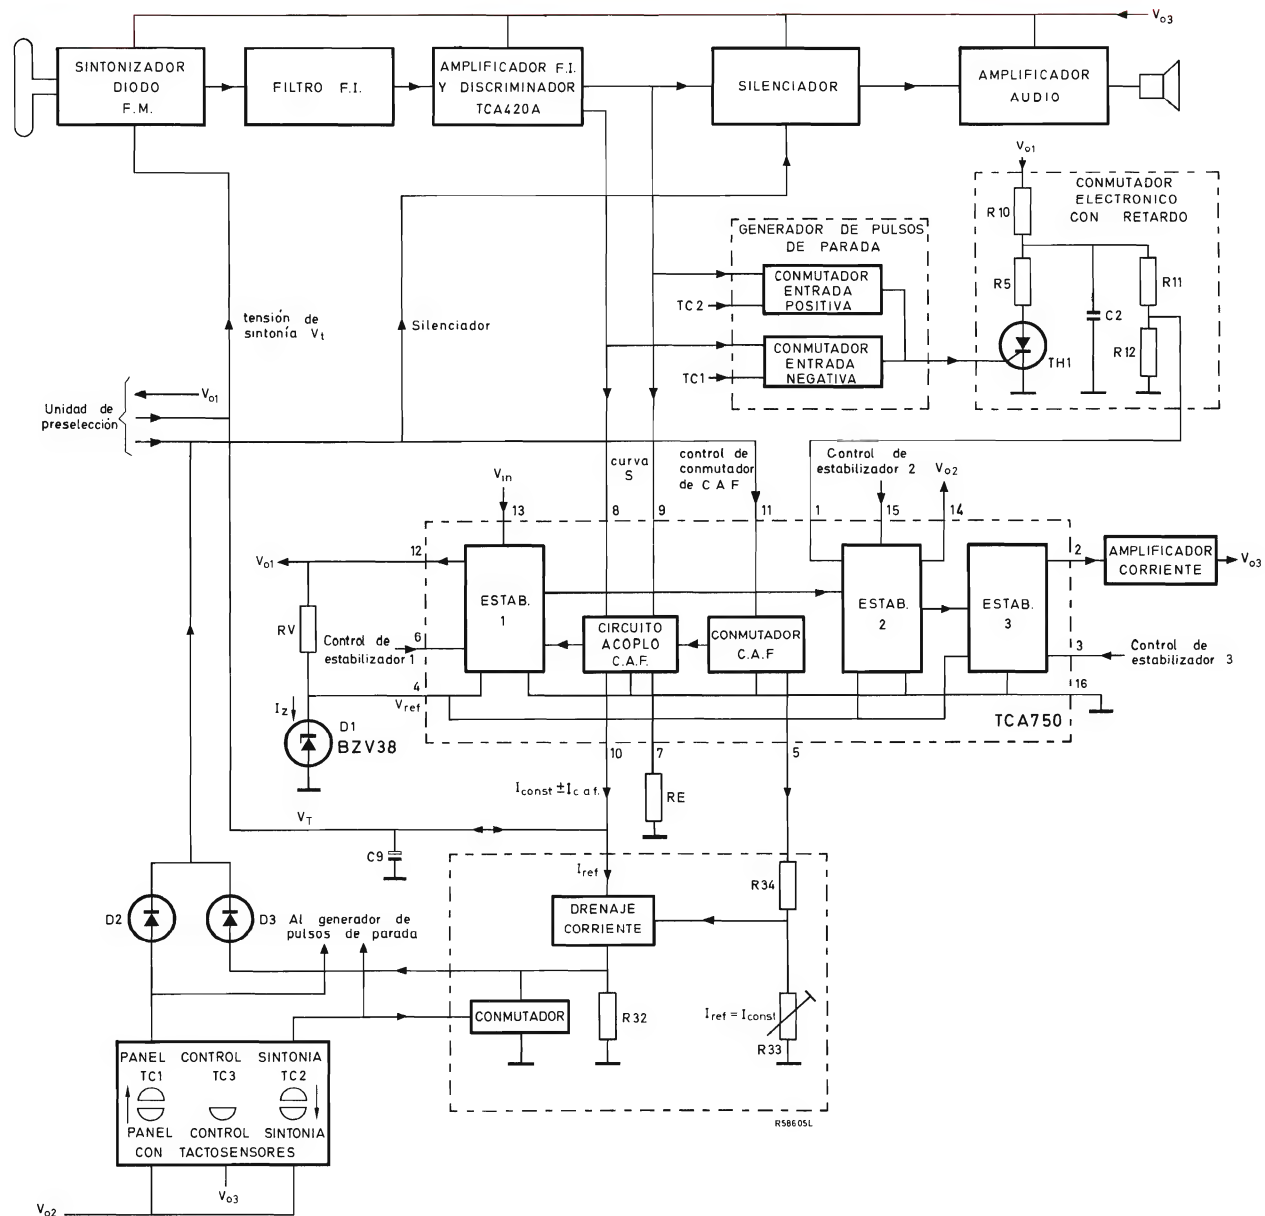 Vo3
SINTONIZADOR
DIODO
F.M.
FILTRO F.I.
AMPLIFICADOR F.I.
Y DISCRIMINADOR
TCA420A
SILENCIADOR
AMPLIFICADOR
AUDIO
Vo1
CONMUTADOR
ELECTRONICO
CON RETARDO
R10
R5
R11
C2
R12
TH1
GENERADOR DE PULSOS
DE PARADA
CONMUTADOR
ENTRADA
POSITIVA
TC2
CONMUTADOR
ENTRADA
NEGATIVA
TC1
tensión de
sintonía Vt
Silenciador
Vo1
Unidad de
preselección
curva
S
control de
conmutador
de C A F
Control de
estabilizador 2
Vo2
Vin
13
8
9
11
1
15
14
12
Vo1
ESTAB.
1
ESTAB.
2
ESTAB.
3
2
AMPLIFICADOR
CORRIENTE
Vo3
RV
CIRCUITO
ACOPLO
C.A.F.
CONMUTADOR
C.A.F
6
Control de
estabilizador 1
3
Control de
estabilizador 3
4
Vref
16
TCA750
Iz
D1
BZV38
10
7
5
Iconst ± Ic a f.
RE
VT
C9
Iref
R34
DRENAJE
CORRIENTE
D2
D3
Al generador de
pulsos de parada
CONMUTADOR
R32
Iref = Iconst
R33
PANEL CONTROL SINTONIA
TC1 TC3 TC2
PANEL CONTROL SINTONIA
CON TACTOSENSORES
R58605L
Vo3
Vo2